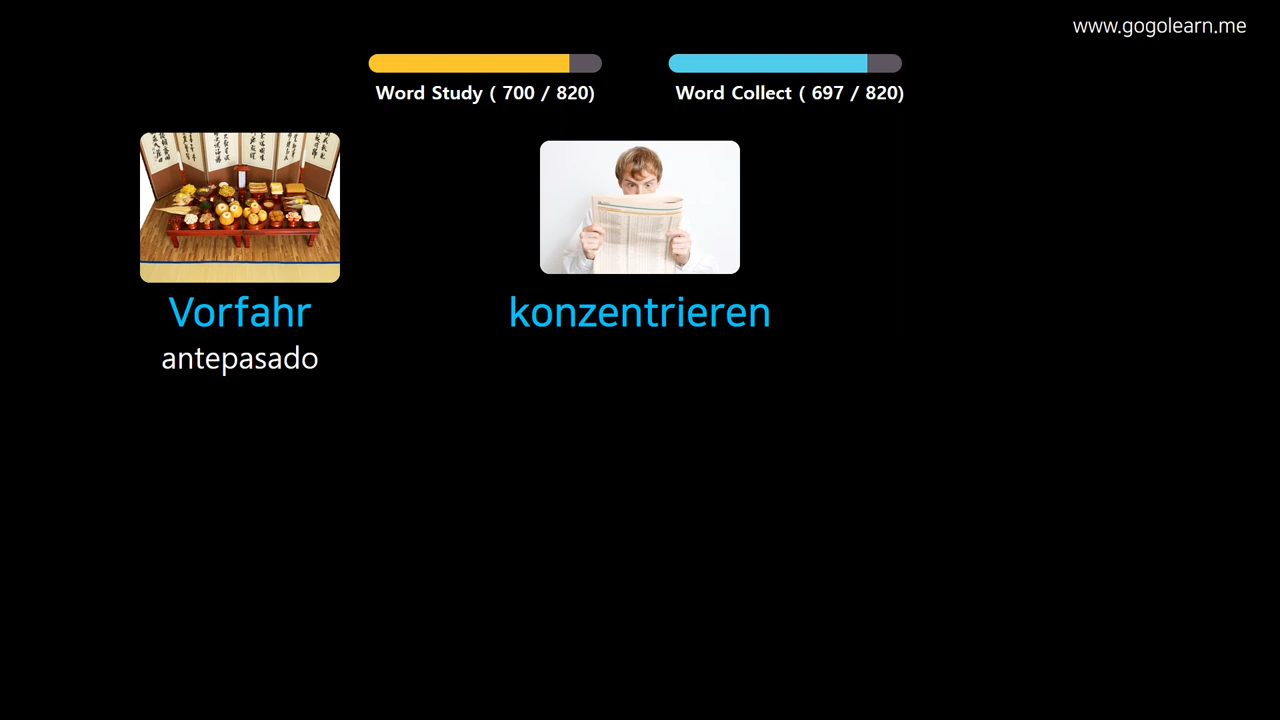 www.gogolearn.me
Word Study ( 700 / 820)
Word Collect ( 697 / 820)
Vorfahr
antepasado
konzentrieren